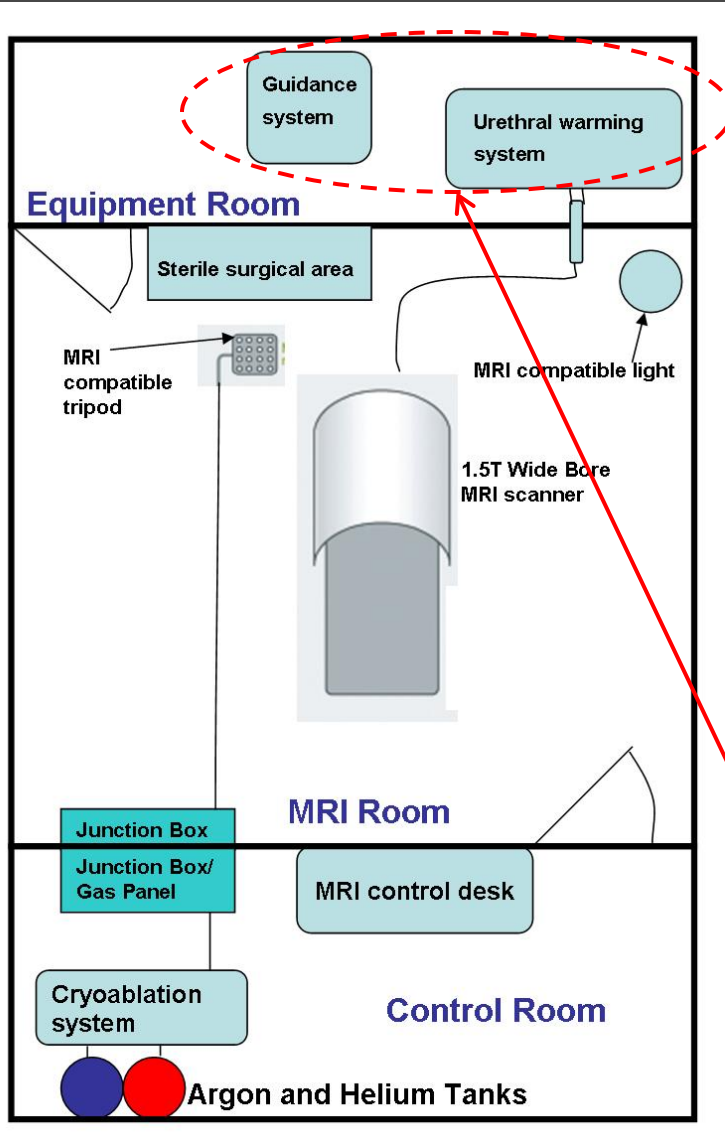 Guidance
system
Urethral warming
system
Equipment Room
Sterile surgical area
MRI
compatible
tripod
MRI compatible light
1.5T Wide Bore
MRI scanner
MRI Room
Junction Box
Junction Box/
Gas Panel
MRI control desk
Cryoablation
system
Control Room
Argon and Helium Tanks